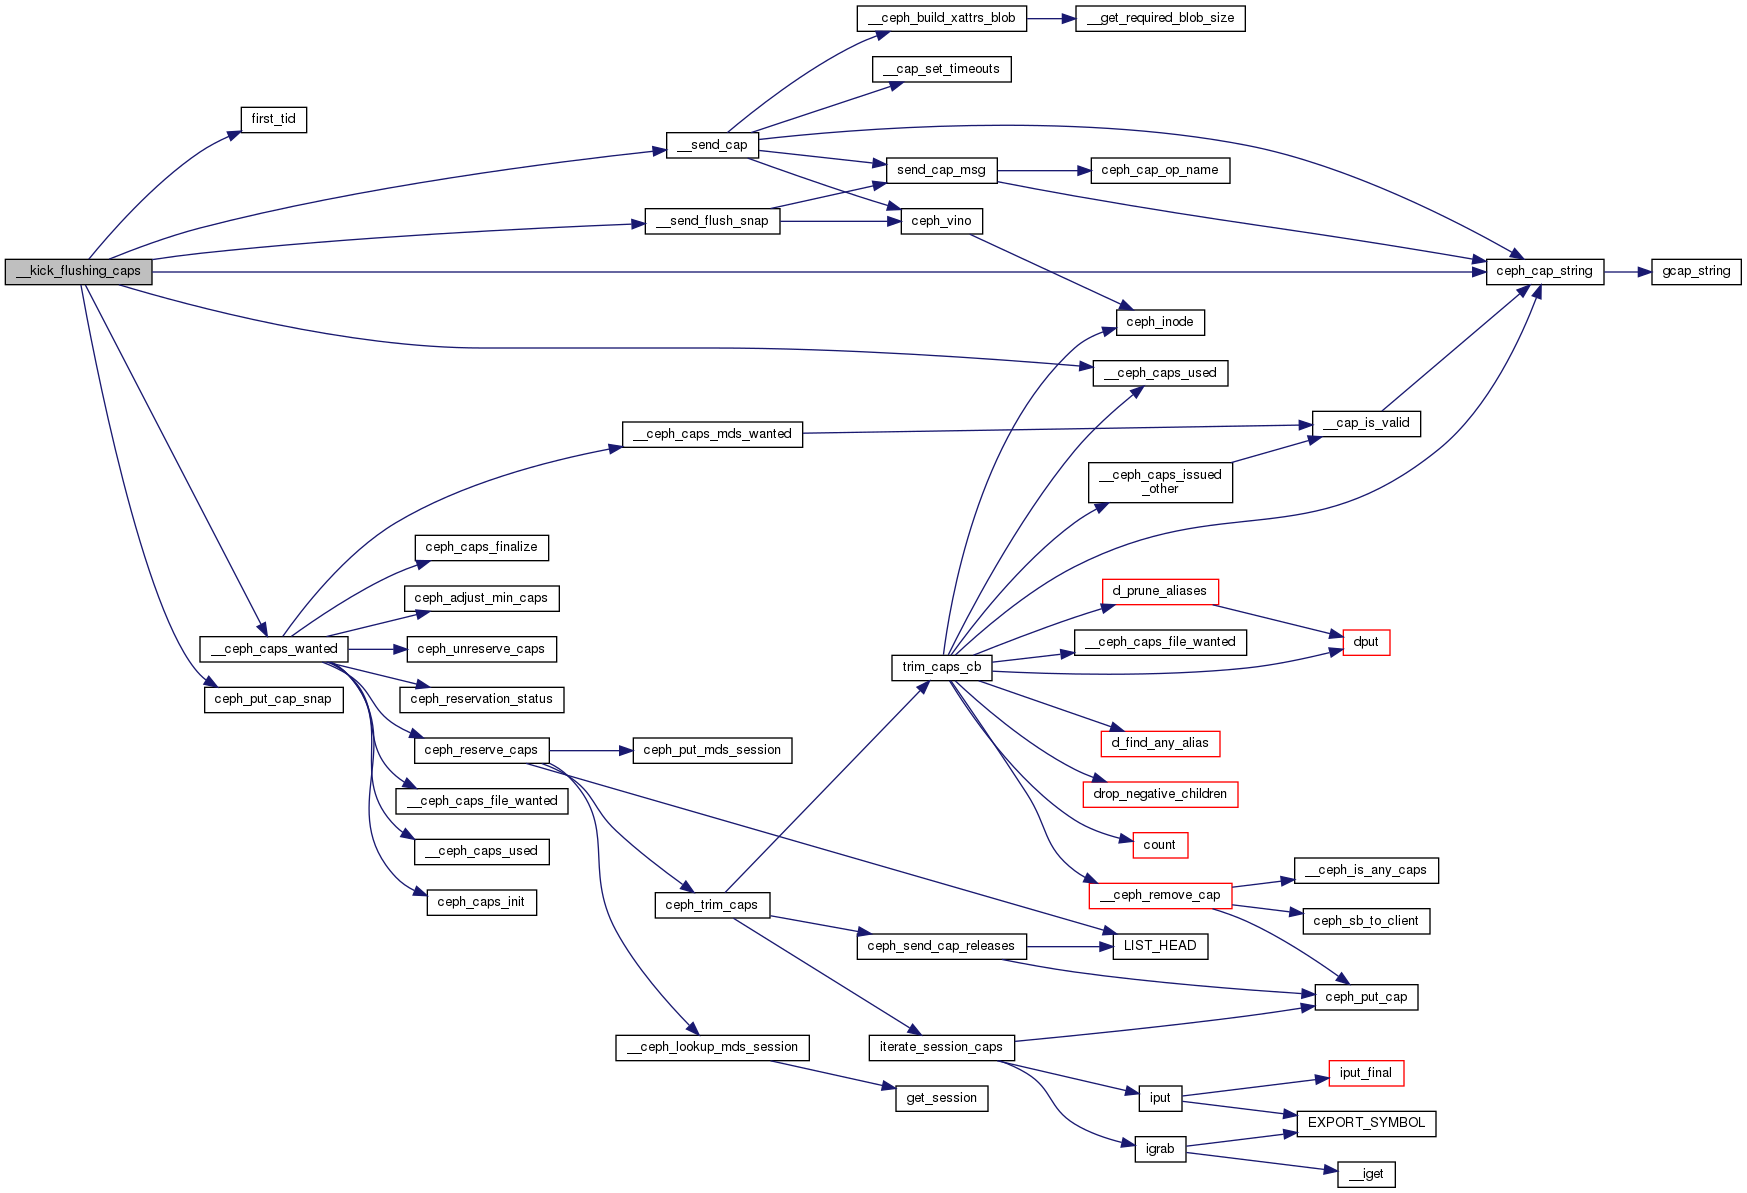 __ceph_build_xattrs_blob
__get_required_blob_size
__cap_set_timeouts
first_tid
__send_cap
send_cap_msg
ceph_cap_op_name
__send_flush_snap
ceph_vino
__kick_flushing_caps
ceph_cap_string
gcap_string
ceph_inode
__ceph_caps_used
__cap_is_valid
__ceph_caps_mds_wanted
__ceph_caps_issued
_other
ceph_caps_finalize
d_prune_aliases
ceph_adjust_min_caps
__ceph_caps_file_wanted
dput
__ceph_caps_wanted
ceph_unreserve_caps
trim_caps_cb
ceph_put_cap_snap
ceph_reservation_status
d_find_any_alias
ceph_reserve_caps
ceph_put_mds_session
drop_negative_children
__ceph_caps_file_wanted
count
__ceph_caps_used
__ceph_is_any_caps
__ceph_remove_cap
ceph_caps_init
ceph_trim_caps
ceph_sb_to_client
ceph_send_cap_releases
LIST_HEAD
ceph_put_cap
__ceph_lookup_mds_session
iterate_session_caps
iput_final
get_session
iput
EXPORT_SYMBOL
igrab
__iget